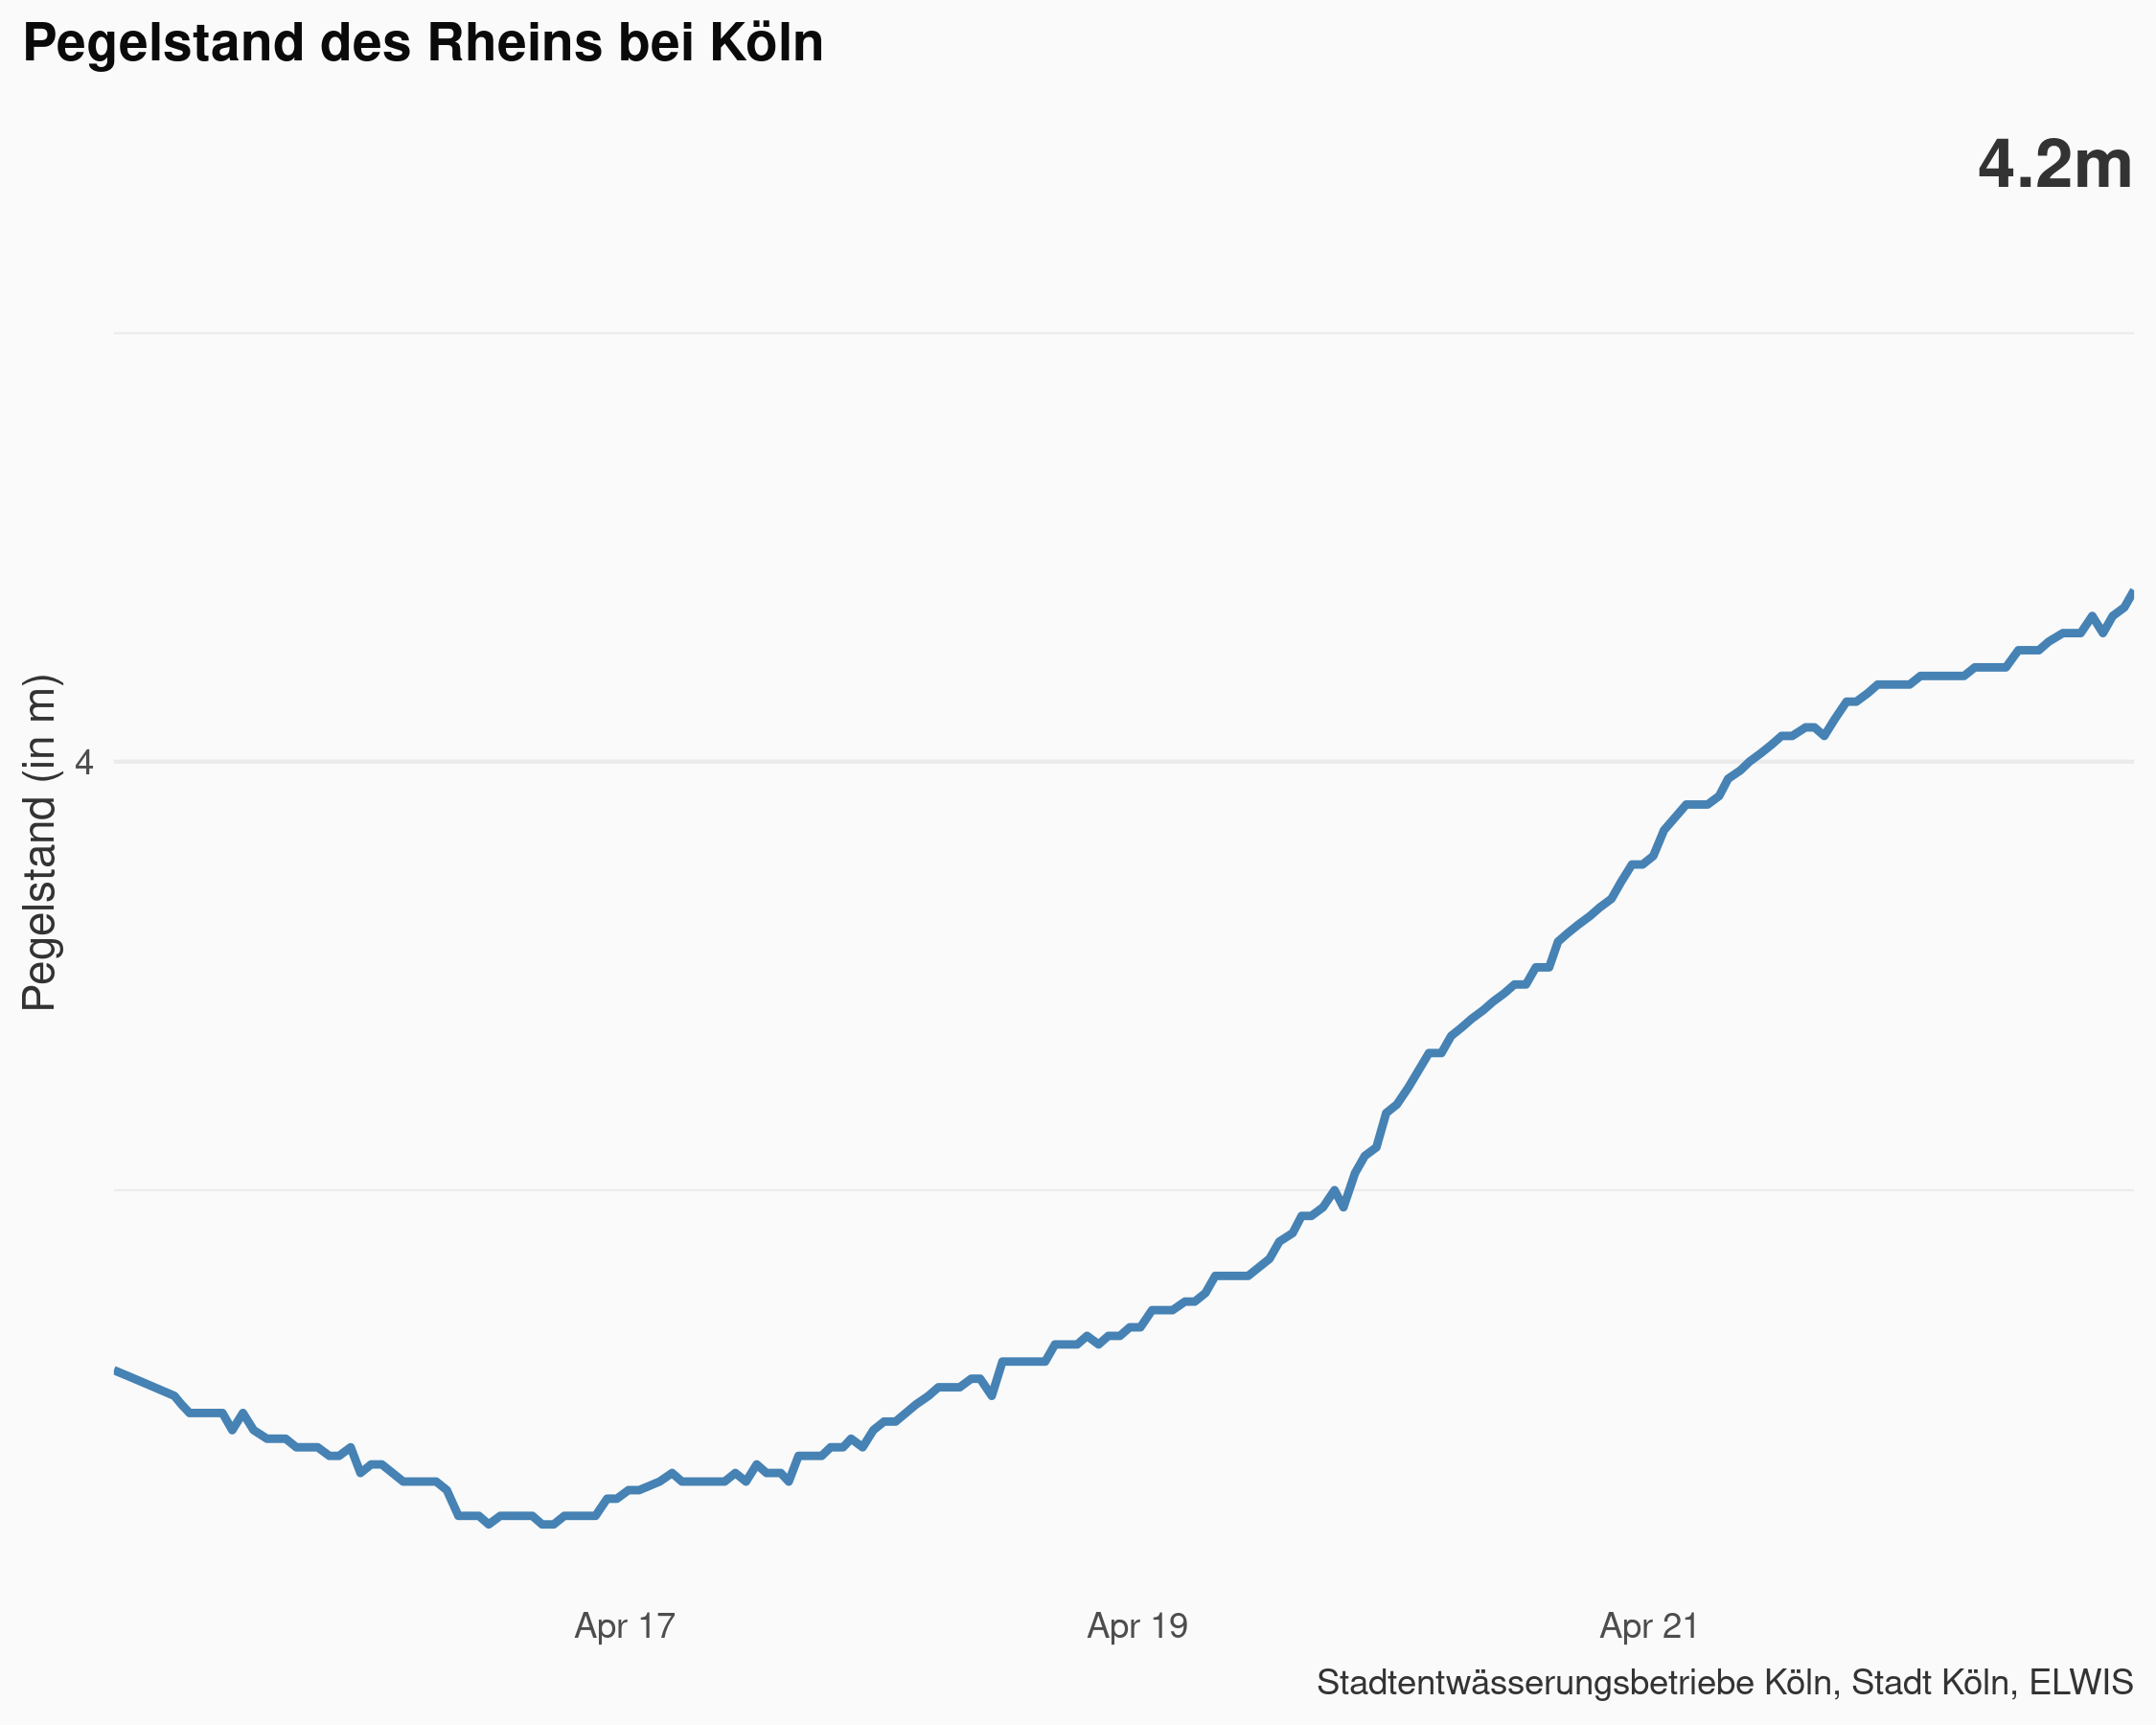 Pegelstand des Rheins bei Köln
4.2m
Pegelstand (in m)
4
Apr 17
Apr 19
Apr 21
Stadtentwässerungsbetriebe Köln, Stadt Köln, ELWIS